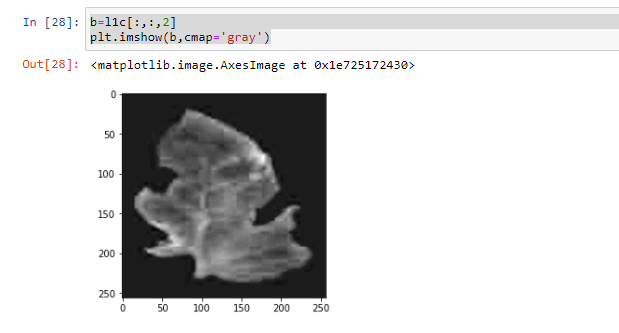 In [28]: b=l1c[:,:,2]
plt.imshow(b,cmap='gray')
Out[28]: <matplotlib.image.AxesImage at 0x1e725172430>
0
50
100
150
200
250
0 50 100 150 200 250